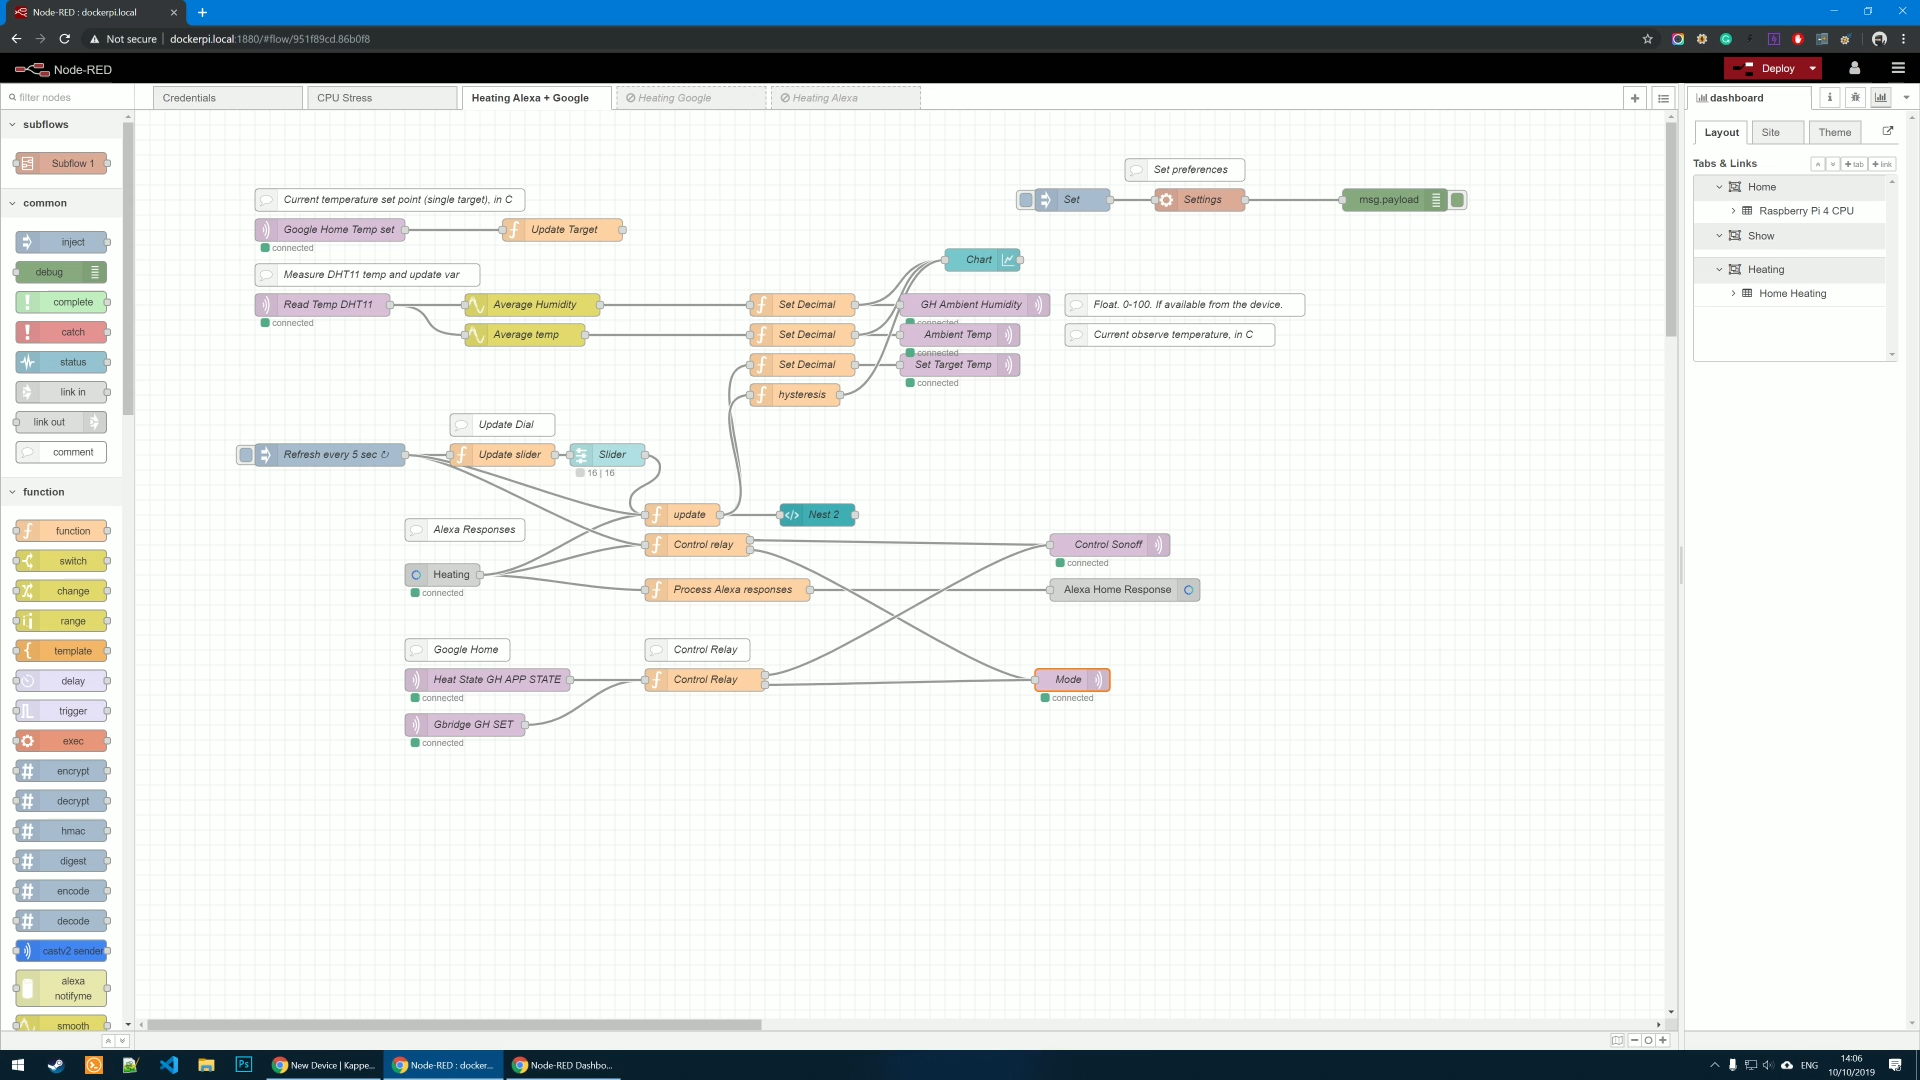 Node-RED : dockerpi.local
Not secure
dockerpi.local:1880/#flow/951f89cd.86b0f8
Node-RED
Deploy
filter nodes
Credentials
CPU Stress
Heating Alexa + Google
Heating Google
Heating Alexa
dashboard
Layout
Site
Theme
Tabs & Links
tab
link
Home
Raspberry Pi 4 CPU
Show
Heating
Home Heating
subflows
Subflow 1
common
inject
debug
complete
catch
status
link in
link out
comment
function
function
switch
change
range
template
delay
trigger
exec
encrypt
decrypt
hmac
digest
encode
decode
castv2 sender
alexa
notifyme
smooth
Set preferences
Set
Settings
msg.payload
Current temperature set point (single target), in C
Google Home Temp set
connected
Update Target
Measure DHT11 temp and update var
Read Temp DHT11
connected
Average Humidity
Average temp
Chart
Set Decimal
GH Ambient Humidity
connected
Float. 0-100. If available from the device.
Set Decimal
Ambient Temp
connected
Current observe temperature, in C
Set Decimal
Set Target Temp
connected
hysteresis
Update Dial
Refresh every 5 sec ↻
Update slider
Slider
16 | 16
update
Nest 2
Alexa Responses
Control relay
Control Sonoff
connected
Heating
connected
Process Alexa responses
Alexa Home Response
Google Home
Control Relay
Heat State GH APP STATE
connected
Control Relay
Mode
connected
Gbridge GH SET
connected
New Device | Kappe...
Node-RED : docker...
Node-RED Dashbo...
ENG
14:06
10/10/2019